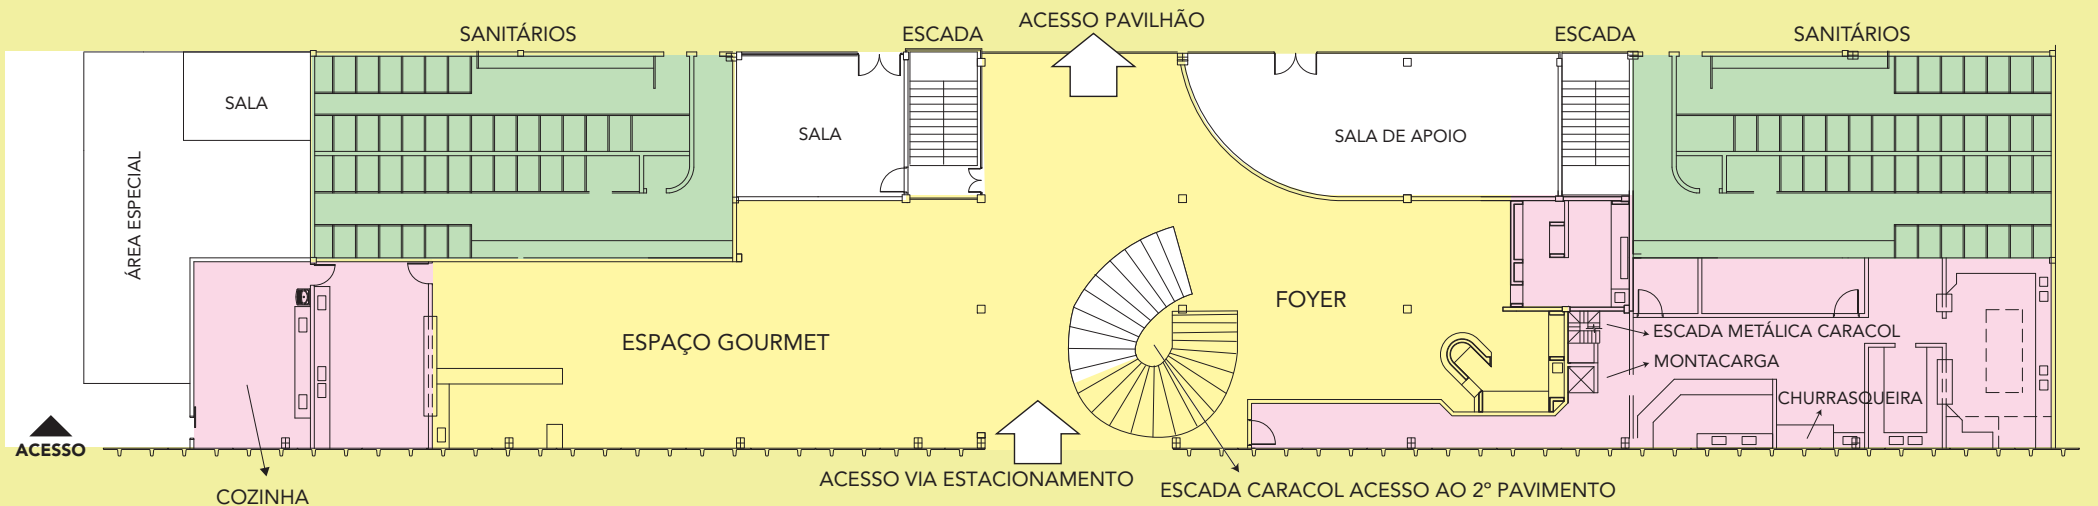 ACESSO PAVILHÃO
SANITÁRIOS
ESCADA
ESCADA
SANITÁRIOS
SALA
SALA
SALA DE APOIO
ÁREA ESPECIAL
FOYER
ESPAÇO GOURMET
ESCADA METÁLICA CARACOL
MONTACARGA
CHURRASQUEIRA
ACESSO
ACESSO VIA ESTACIONAMENTO
ESCADA CARACOL ACESSO AO 2º PAVIMENTO
COZINHA